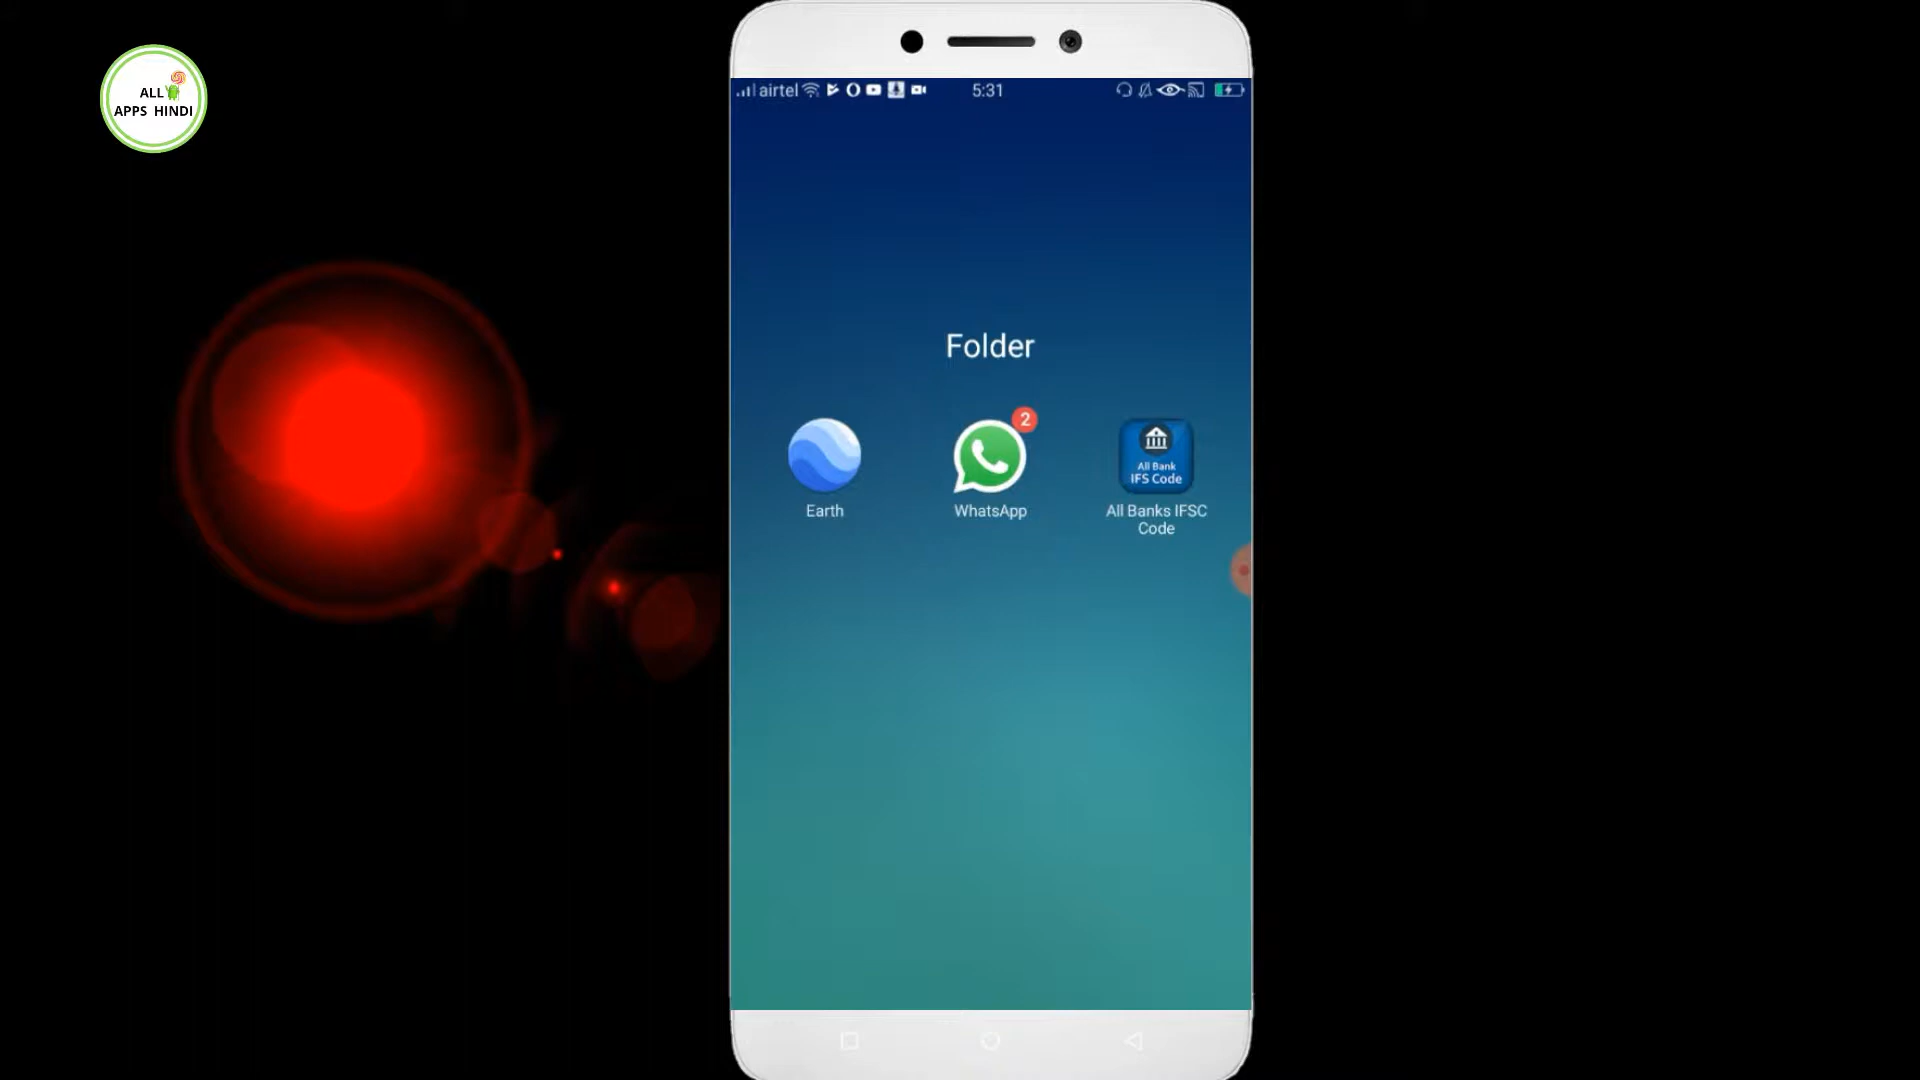 ALL
APPS HINDI
airtel
5:31
Folder
2
All Bank
IFS Code
Earth
WhatsApp
All Banks IFSC
Code